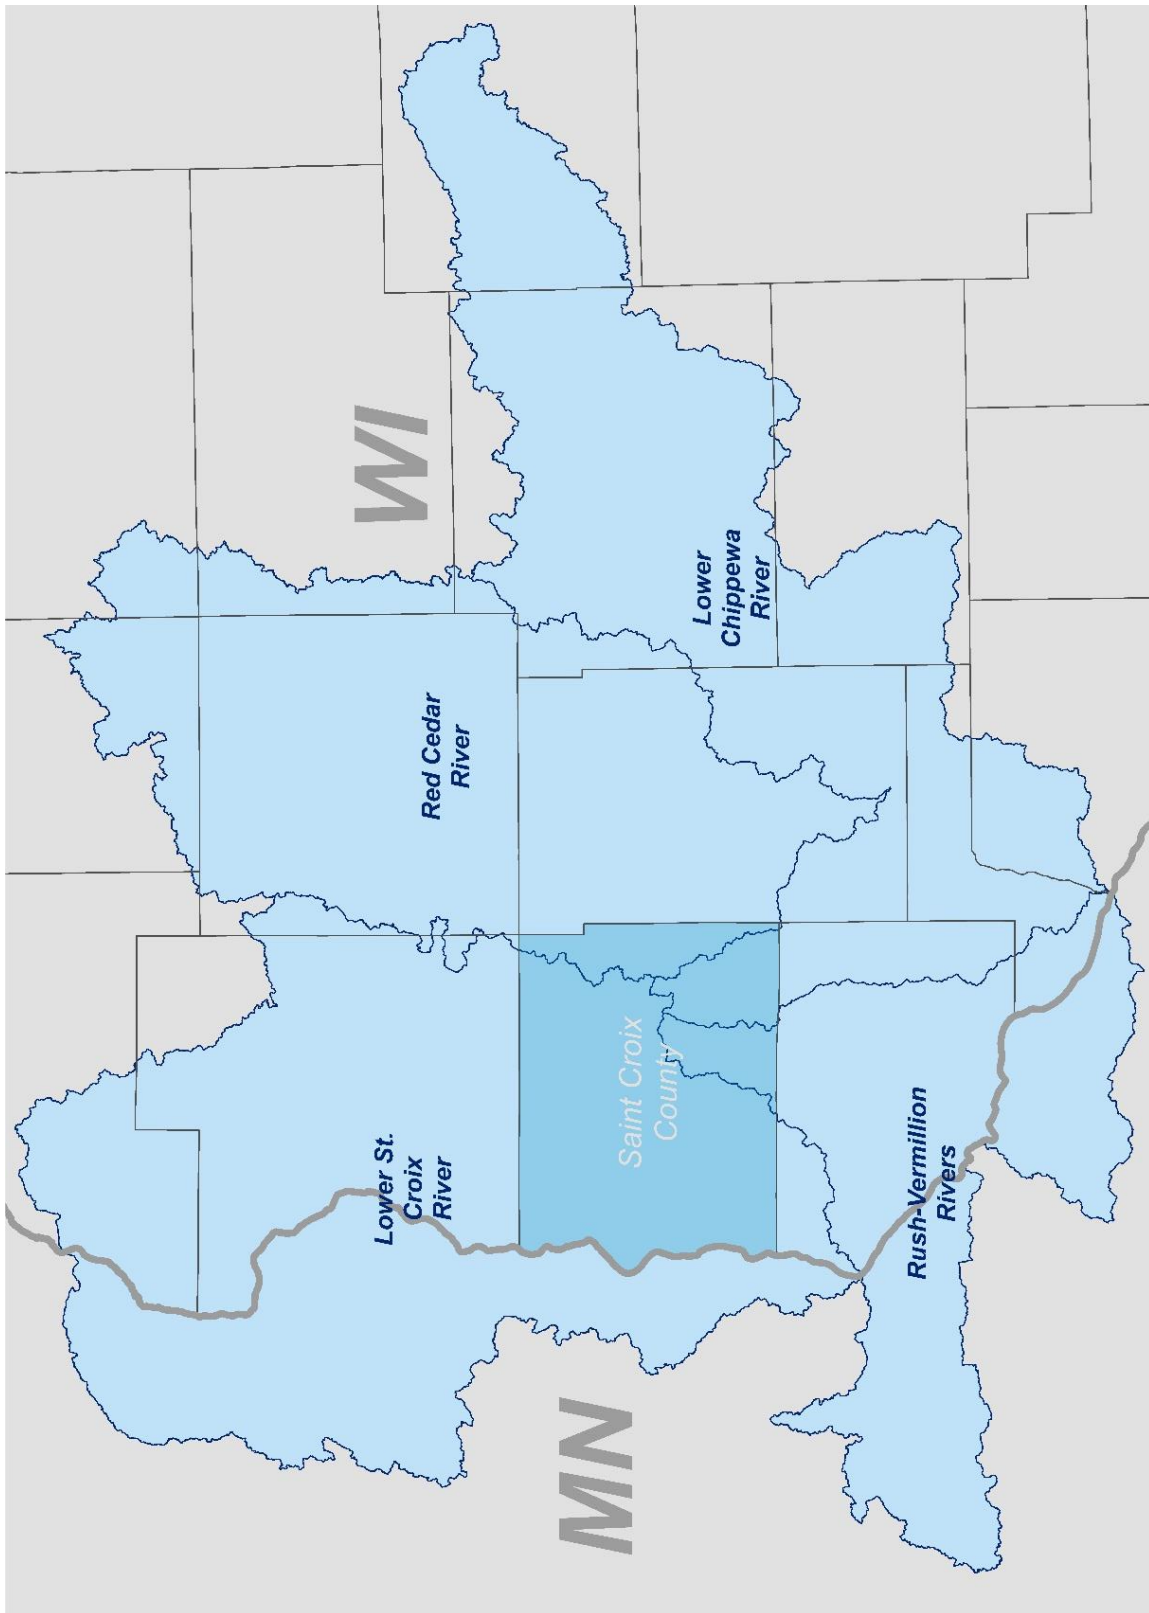 WI
Red Cedar
River
Lower
Chippewa
River
Lower St.
Croix
River
Saint Croix
County
Rush-Vermillion
Rivers
MN